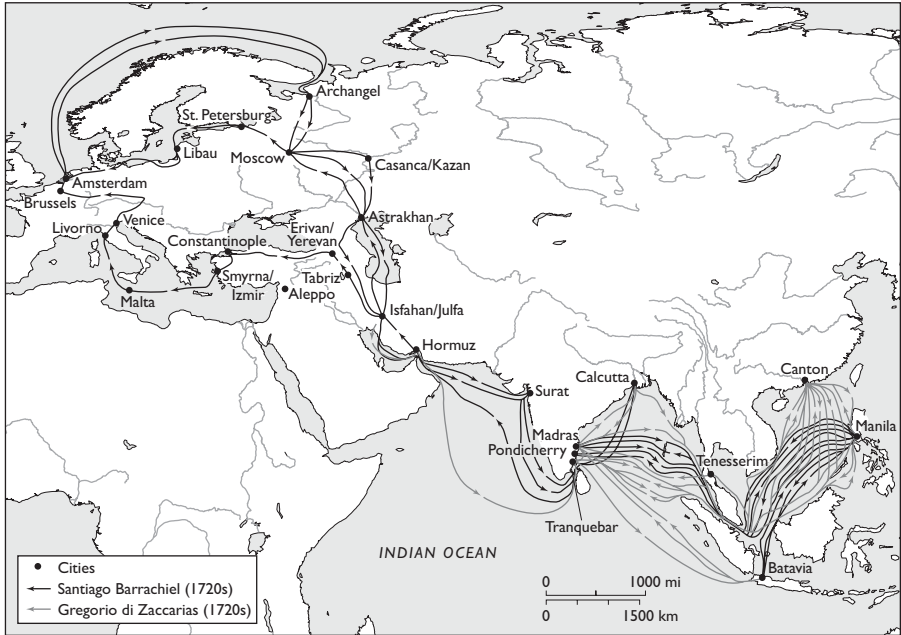 Archangel
St. Petersburg
Libau
Moscow
Casanca/Kazan
Amsterdam
Brussels
Astrakhan
Venice
Livorno
Constantinople
Erivan/
Yerevan
Tabriz
Smyrna/
Izmir
Aleppo
Malta
Isfahan/Julfa
Hormuz
Surat
Calcutta
Canton
Manila
Madras
Pondicherry
Tenesserim
Tranquebar
Batavia
INDIAN OCEAN
Cities
Santiago Barrachiel (1720s)
Gregorio di Zaccarias (1720s)
0 1000 mi
0 1500 km